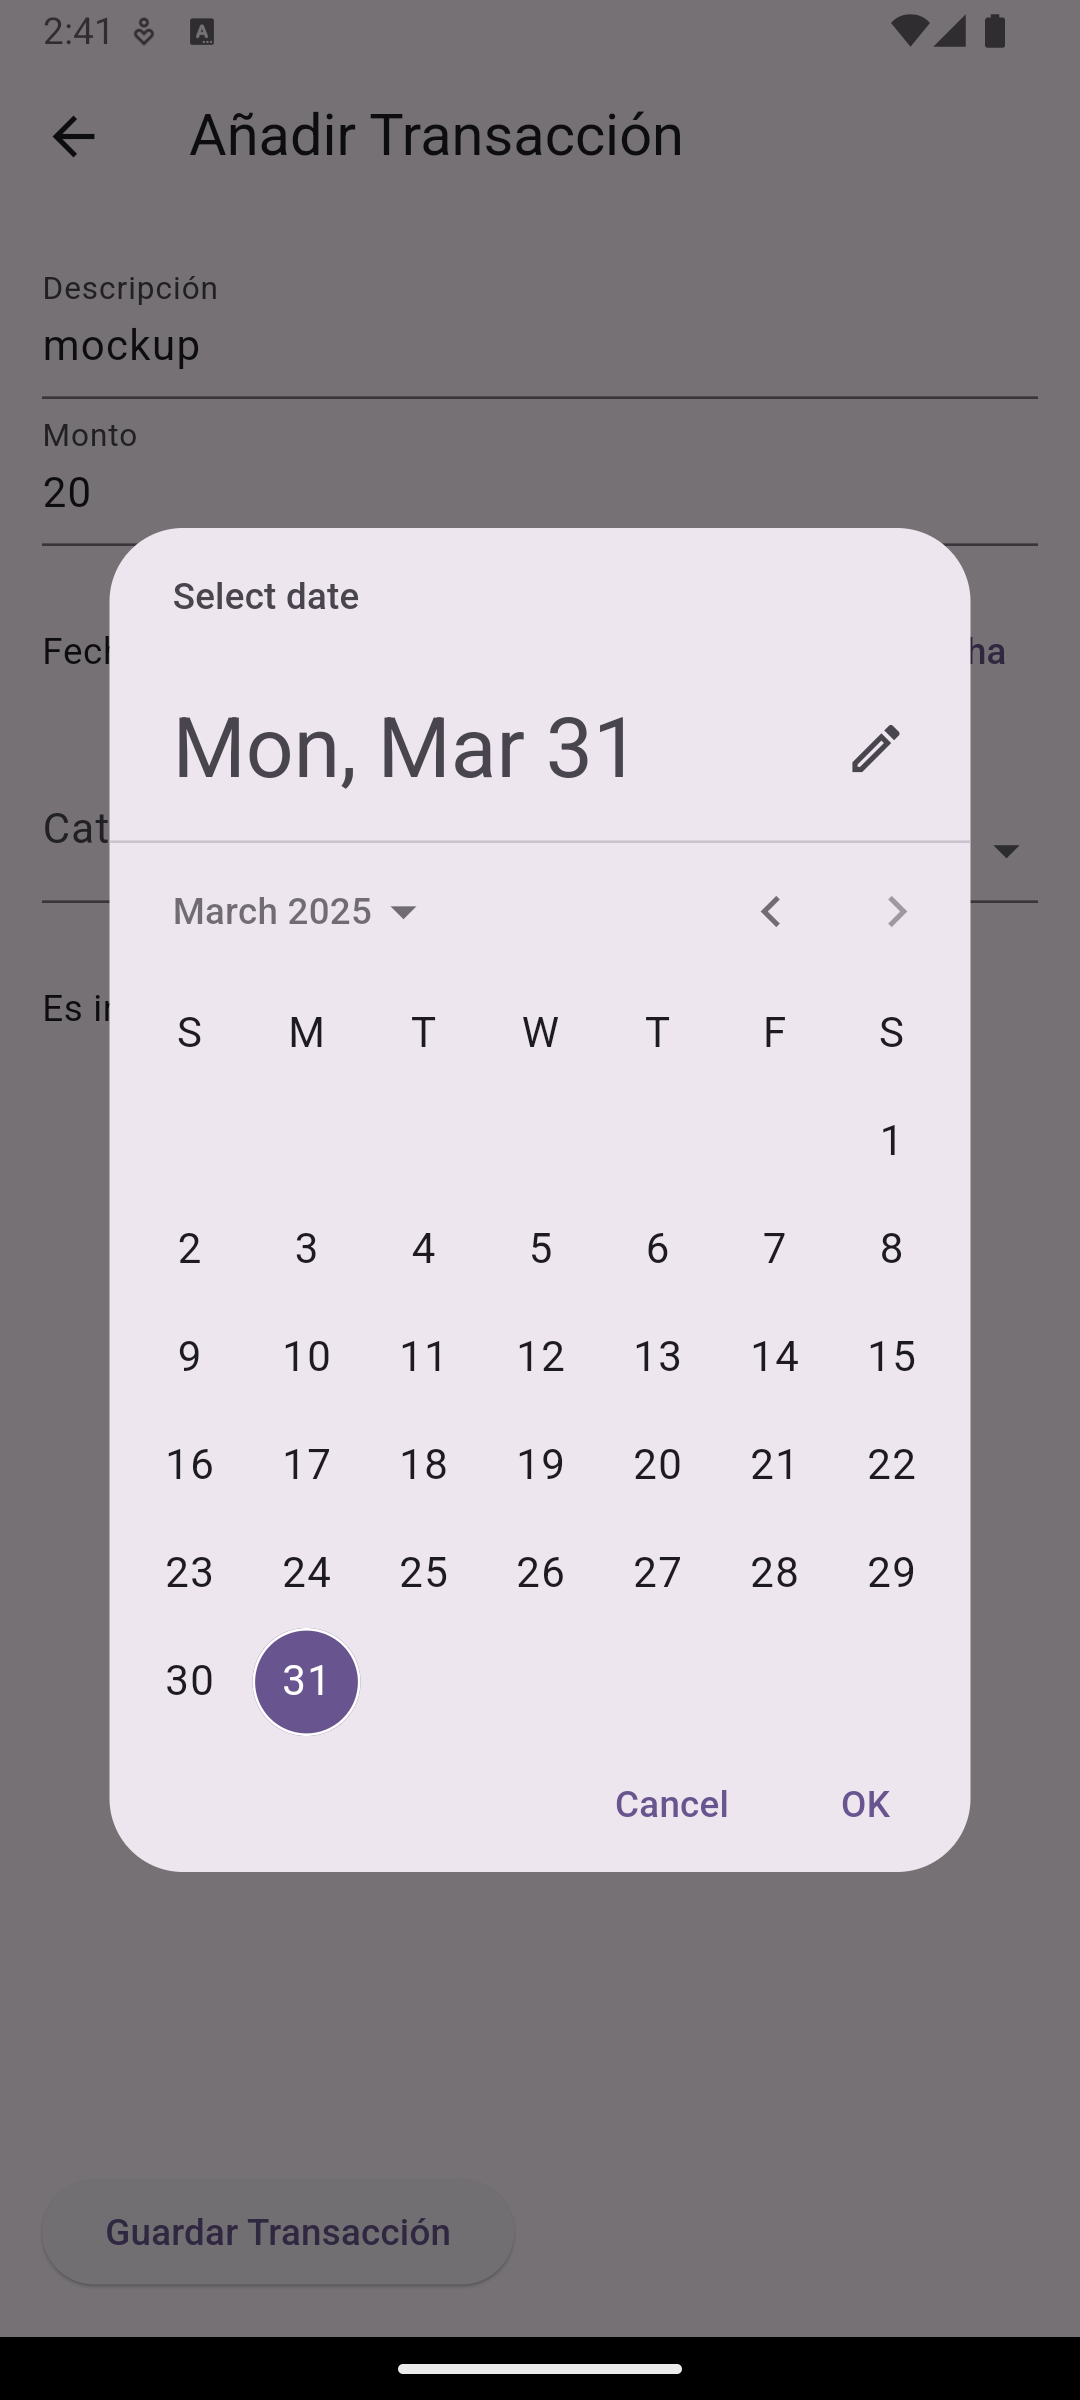 2:41
Añadir Transacción
Descripción
mockup
Monto
20
Select date
Mon, Mar 31
March 2025
S M T W T F S
1
2 3 4 5 6 7 8
9 10 11 12 13 14 15
16 17 18 19 20 21 22
23 24 25 26 27 28 29
30 31
Cancel OK
Es
Guardar Transacción